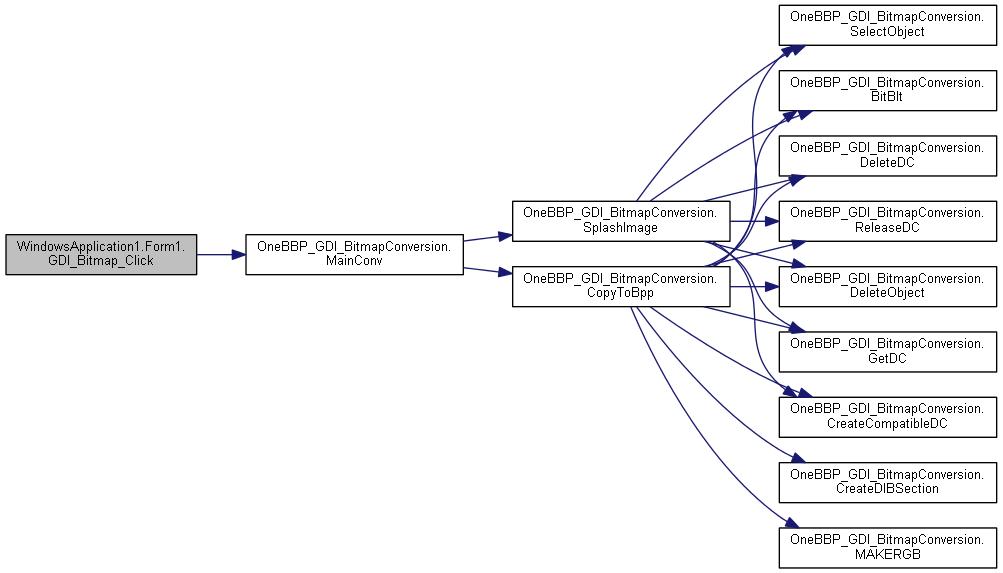 WindowsApplication1.Form1.
GDI_Bitmap_Click
OneBBP_GDI_BitmapConversion.
MainConv
OneBBP_GDI_BitmapConversion.
SplashImage
OneBBP_GDI_BitmapConversion.
CopyToBpp
OneBBP_GDI_BitmapConversion.
SelectObject
OneBBP_GDI_BitmapConversion.
BitBlt
OneBBP_GDI_BitmapConversion.
DeleteDC
OneBBP_GDI_BitmapConversion.
ReleaseDC
OneBBP_GDI_BitmapConversion.
DeleteObject
OneBBP_GDI_BitmapConversion.
GetDC
OneBBP_GDI_BitmapConversion.
CreateCompatibleDC
OneBBP_GDI_BitmapConversion.
CreateDIBSection
OneBBP_GDI_BitmapConversion.
MAKERGB